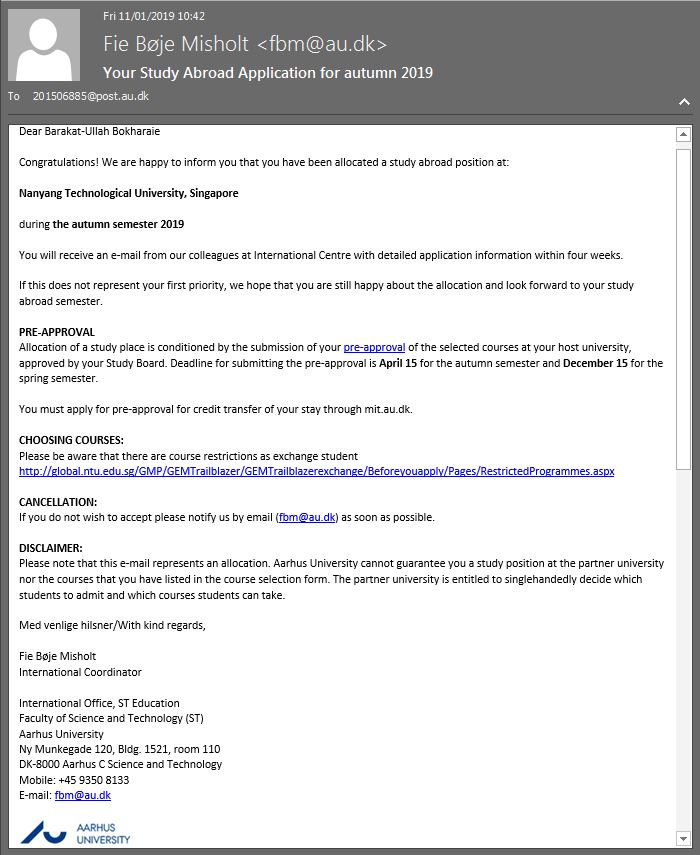 Fri 11/01/2019 10:42
Fie Bøje Misholt <fbm@au.dk>
Your Study Abroad Application for autumn 2019
To 201506885@post.au.dk
Dear Barakat-Ullah Bokharaie
Congratulations! We are happy to inform you that you have been allocated a study abroad position at:
Nanyang Technological University, Singapore
during the autumn semester 2019
You will receive an e-mail from our colleagues at International Centre with detailed application information within four weeks.
If this does not represent your first priority, we hope that you are still happy about the allocation and look forward to your study
abroad semester.
PRE-APPROVAL
Allocation of a study place is conditioned by the submission of your pre-approval of the selected courses at your host university,
approved by your Study Board. Deadline for submitting the pre-approval is April 15 for the autumn semester and December 15 for the
spring semester.
You must apply for pre-approval for credit transfer of your stay through mit.au.dk.
CHOOSING COURSES:
Please be aware that there are course restrictions as exchange student
http://global.ntu.edu.sg/GMP/GEMTrailblazer/GEMTrailblazerexchange/Beforeyouapply/Pages/RestrictedProgrammes.aspx
CANCELLATION:
If you do not wish to accept please notify us by email (fbm@au.dk) as soon as possible.
DISCLAIMER:
Please note that this e-mail represents an allocation. Aarhus University cannot guarantee you a study position at the partner university
nor the courses that you have listed in the course selection form. The partner university is entitled to singlehandedly decide which
students to admit and which courses students can take.
Med venlige hilsner/With kind regards,
Fie Bøje Misholt
International Coordinator
International Office, ST Education
Faculty of Science and Technology (ST)
Aarhus University
Ny Munkegade 120, Bldg. 1521, room 110
DK-8000 Aarhus C Science and Technology
Mobile: +45 9350 8133
E-mail: fbm@au.dk
AARHUS
UNIVERSITY